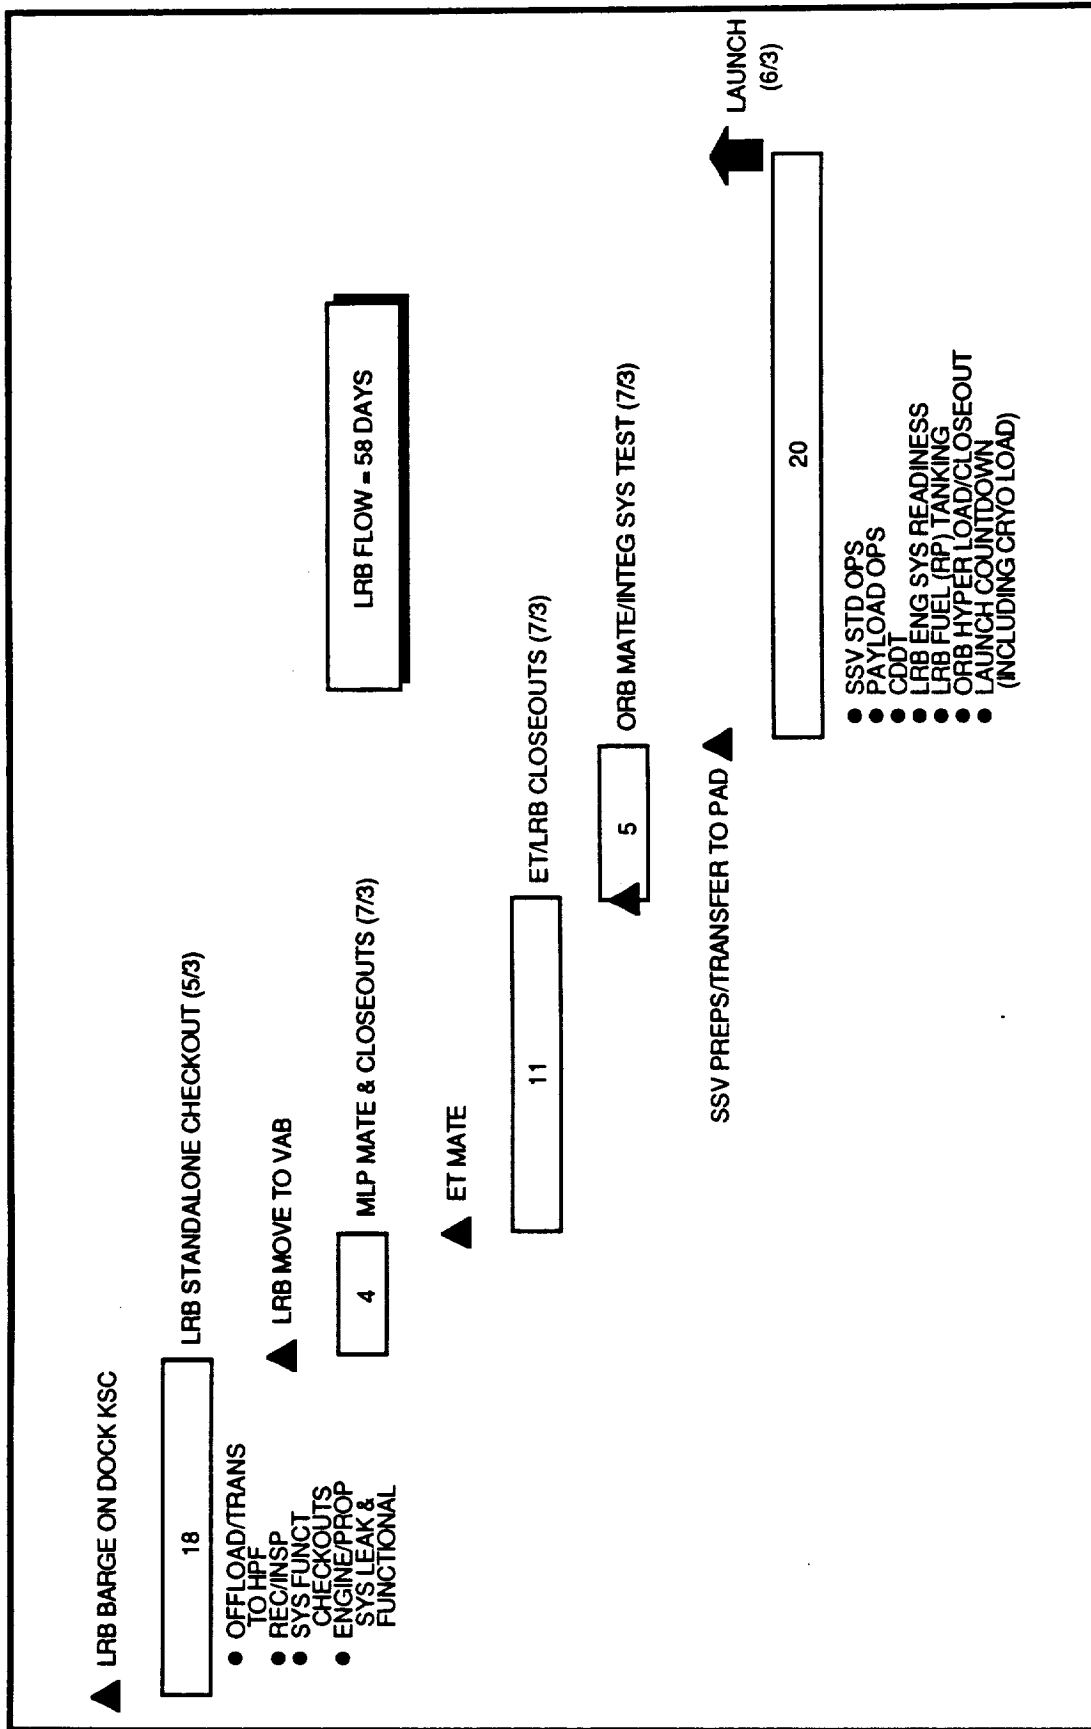 LRB BARGE ON DOCK KSC
18
LRB STANDALONE CHECKOUT (5/3)
● OFFLOAD/TRANS
TO HPF
● REC/INSP
● SYS FUNCT
CHECKOUTS
● ENGINE/PROP
SYS LEAK &
FUNCTIONAL
LRB MOVE TO VAB
4
MLP MATE & CLOSEOUTS (7/3)
LRB FLOW = 58 DAYS
ET MATE
11
ET/LRB CLOSEOUTS (7/3)
5
ORB MATE/INTEG SYS TEST (7/3)
SSV PREPS/TRANSFER TO PAD
LAUNCH
(6/3)
20
● SSV STD OPS
● PAYLOAD OPS
● CDDT
● LRB ENG SYS READINESS
● LRB FUEL (RP) TANKING
● ORB HYPER LOAD/CLOSEOUT
● LAUNCH COUNTDOWN
(INCLUDING CRYO LOAD)